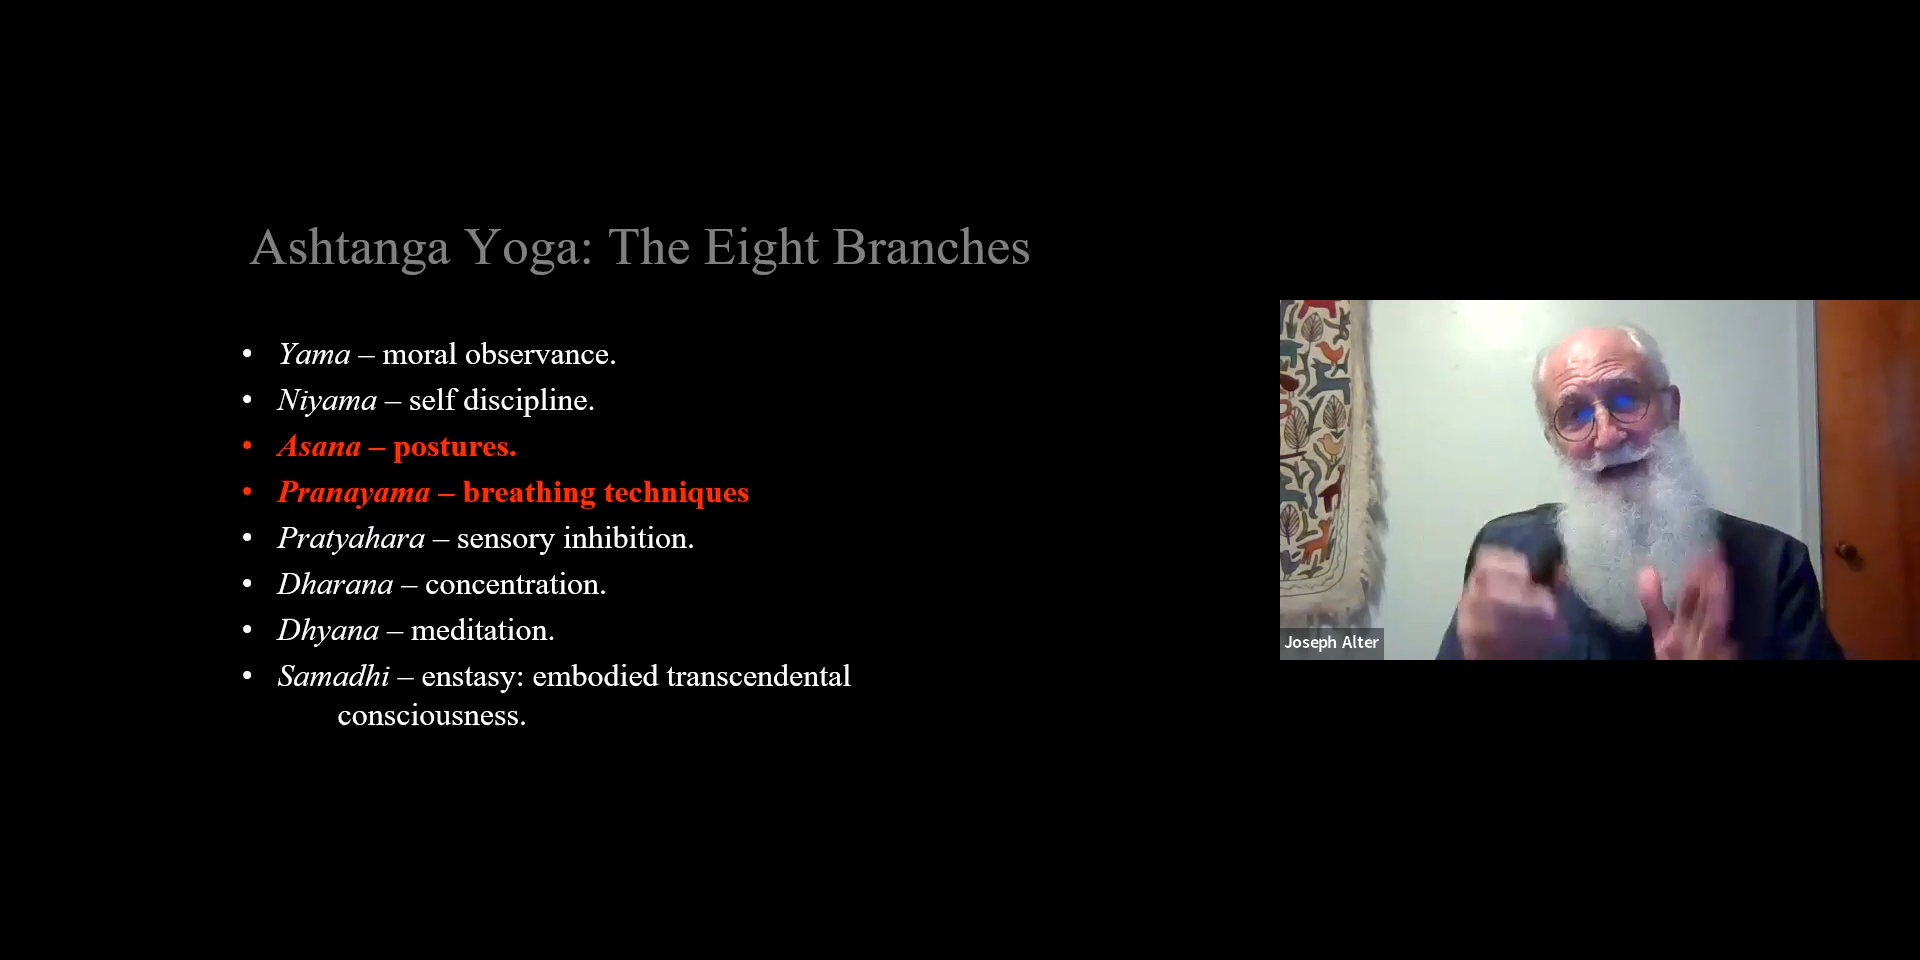 Ashtanga Yoga: The Eight Branches
• Yama – moral observance.
• Niyama – self discipline.
• Asana – postures.
• Pranayama – breathing techniques
• Pratyahara – sensory inhibition.
• Dharana – concentration.
• Dhyana – meditation.
• Samadhi – enstasy: embodied transcendental
consciousness.
Joseph Alter